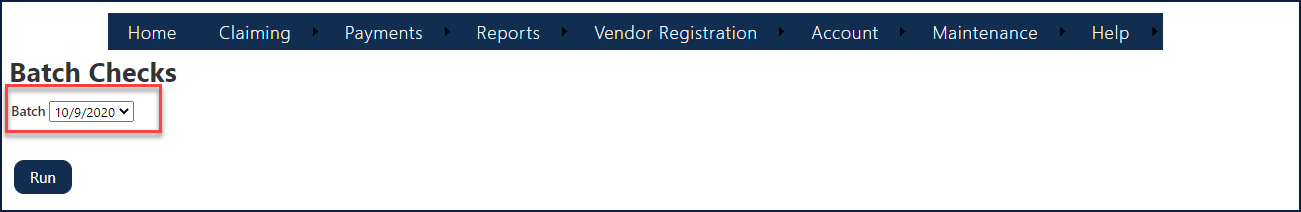 Home Claiming Payments Reports Vendor Registration Account Maintenance Help
Batch Checks
Batch 10/9/2020
Run